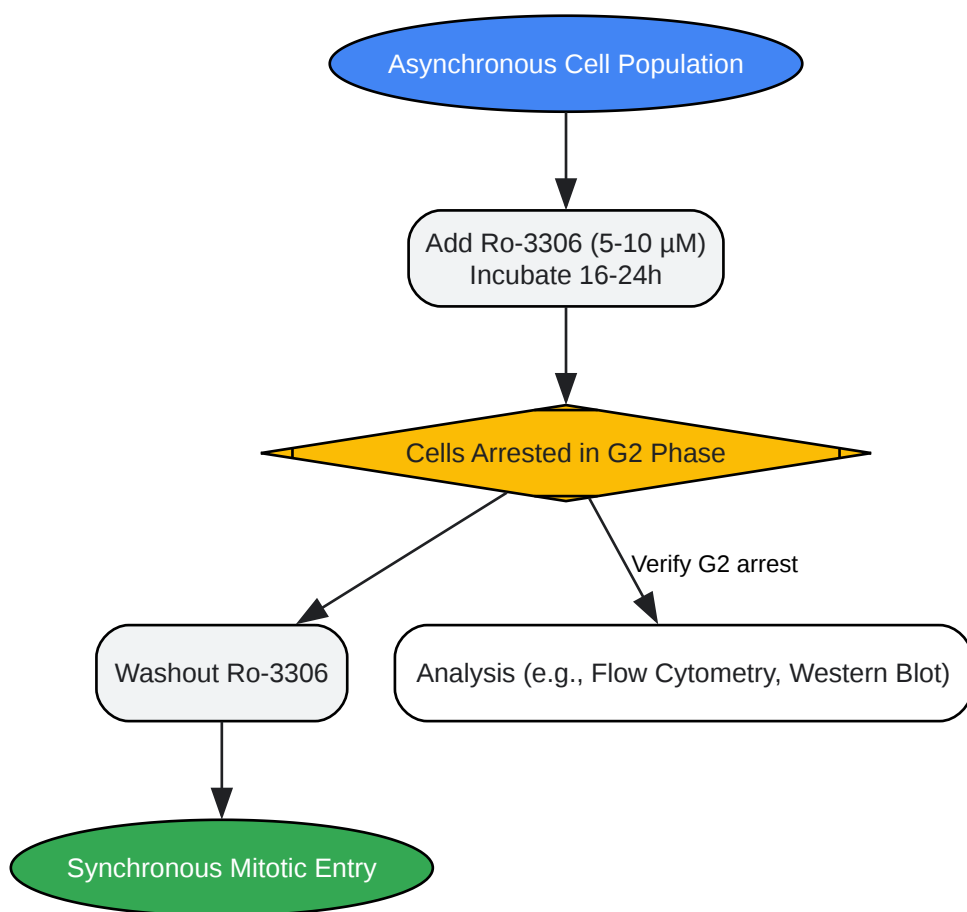 Asynchronous Cell Population
Add Ro-3306 (5-10 µM)
Incubate 16-24h
Cells Arrested in G2 Phase
Verify G2 arrest
Washout Ro-3306
Analysis (e.g., Flow Cytometry, Western Blot)
Synchronous Mitotic Entry